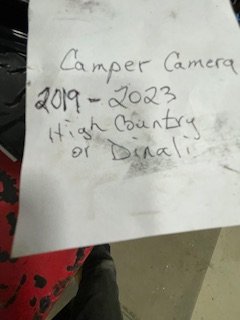 Camper Camera
2019-2023
High Country
or Dinali